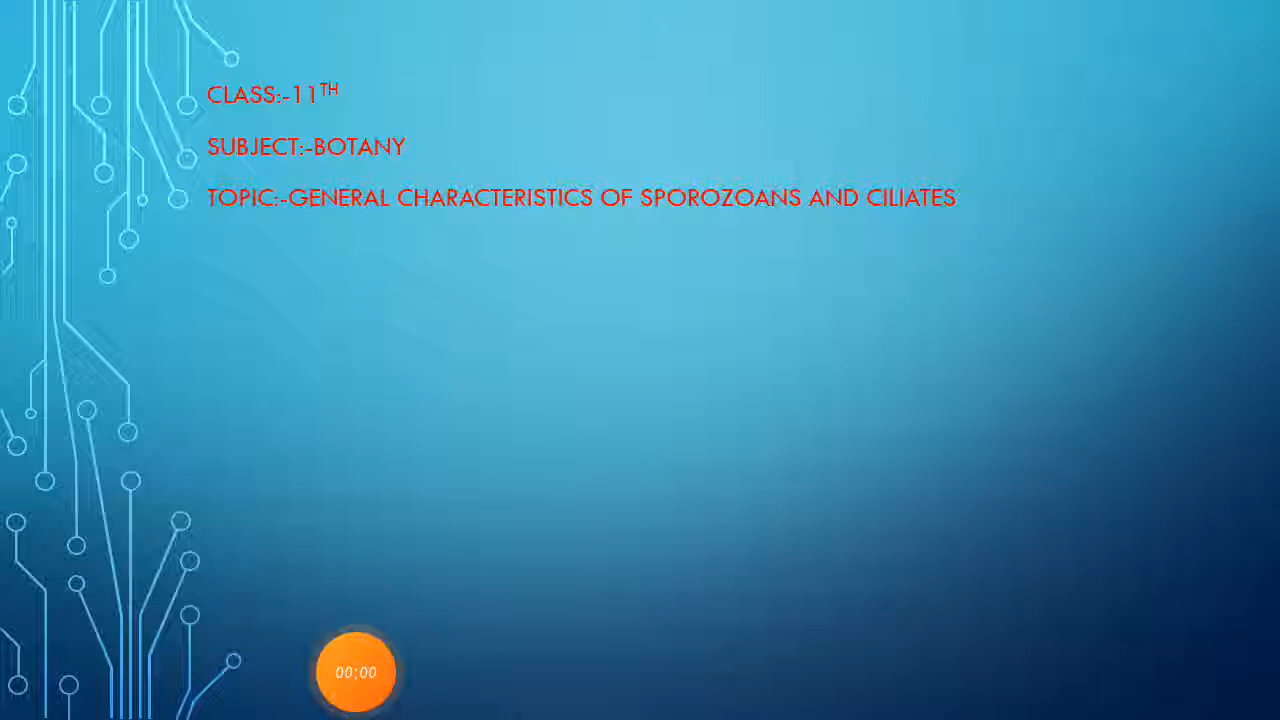 CLASS:-11TH
SUBJECT:-BOTANY
TOPIC:-GENERAL CHARACTERISTICS OF SPOROZOANS AND CILIATES
00:00